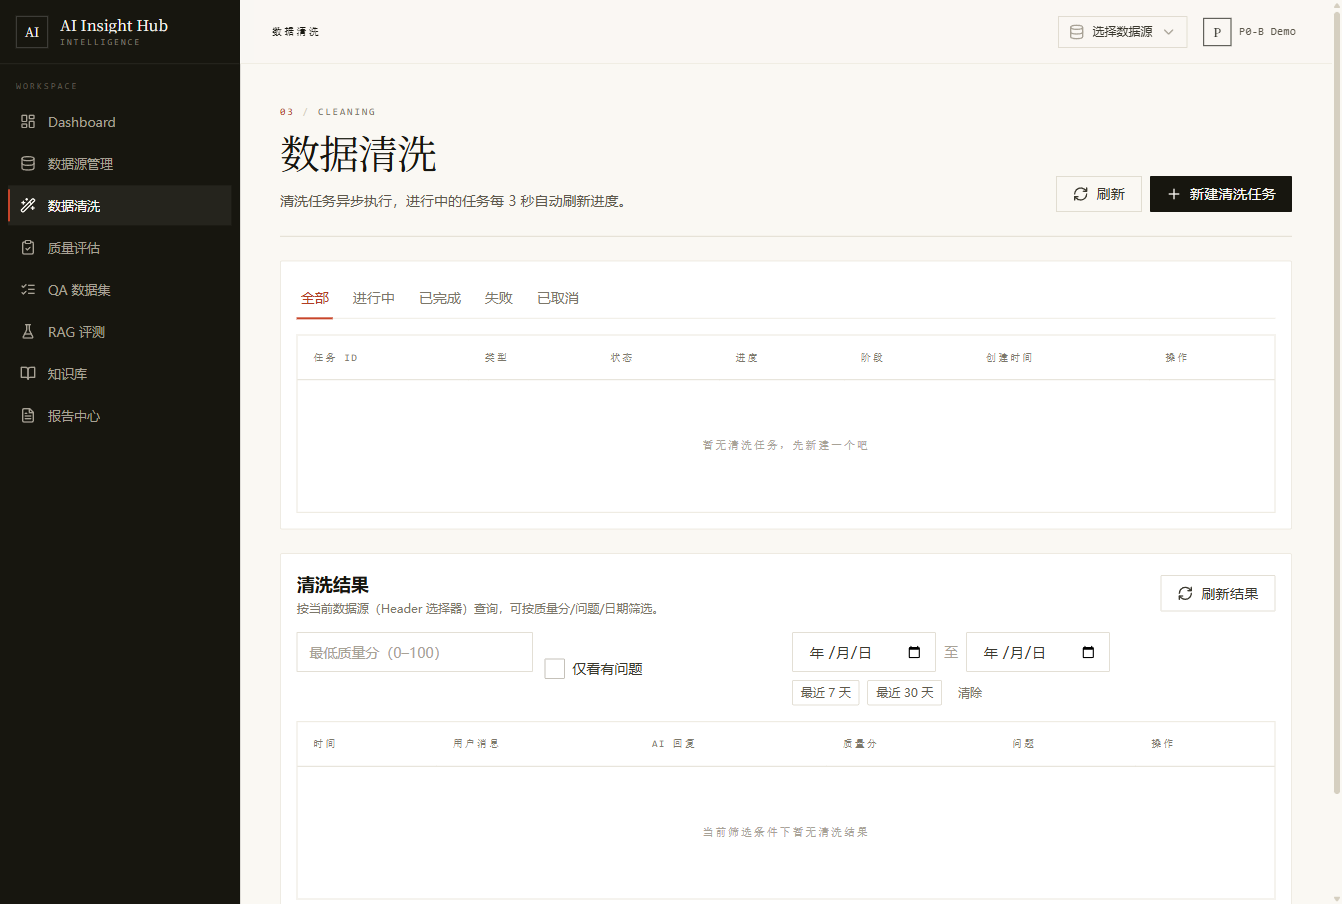 AI
AI Insight Hub
INTELLIGENCE
WORKSPACE
Dashboard
数据源管理
数据清洗
质量评估
QA 数据集
RAG 评测
知识库
报告中心
数据清洗
选择数据源
P
P0-B Demo
03 / CLEANING
数据清洗
清洗任务异步执行，进行中的任务每 3 秒自动刷新进度。
刷新
新建清洗任务
全部 进行中 已完成 失败 已取消
任务 ID 类型 状态 进度 阶段 创建时间 操作
暂无清洗任务，先新建一个吧
清洗结果
按当前数据源（Header 选择器）查询，可按质量分/问题/日期筛选。
刷新结果
最低质量分（0–100）
仅看有问题
年 /月/日 至 年 /月/日
最近 7 天 最近 30 天 清除
时间 用户消息 AI 回复 质量分 问题 操作
当前筛选条件下暂无清洗结果